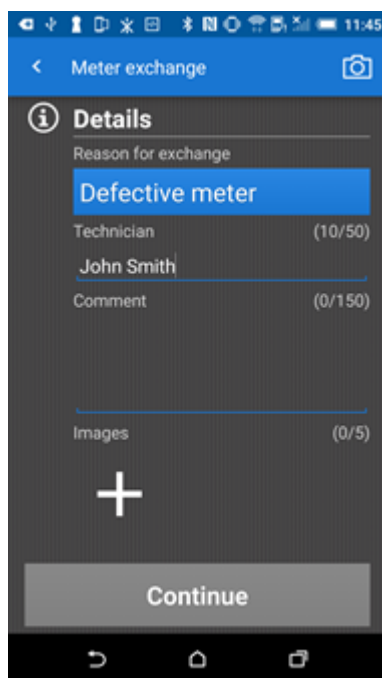 11:45
Meter exchange
Details
Reason for exchange
Defective meter
Technician (10/50)
John Smith
Comment (0/150)
Images (0/5)
Continue